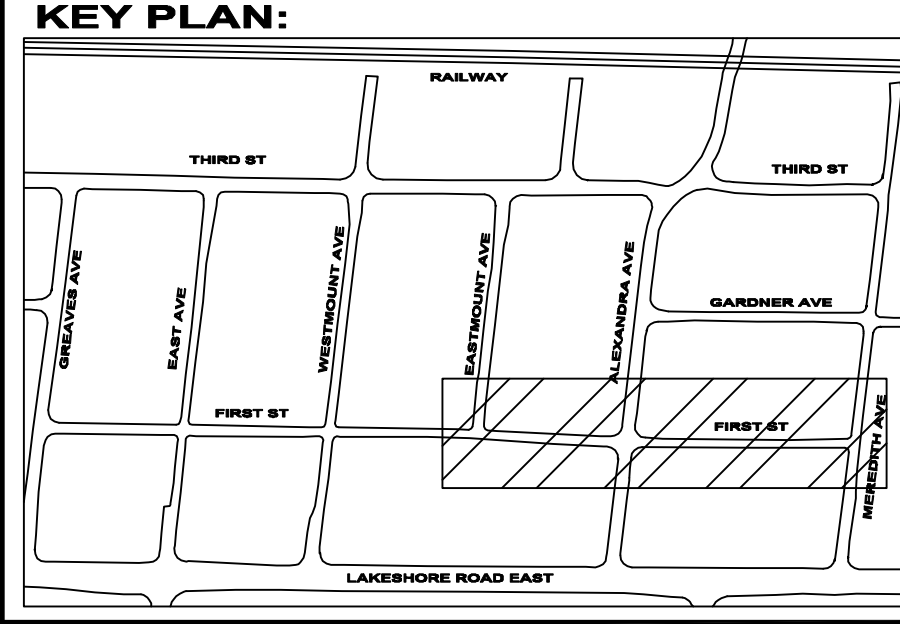 KEY PLAN:
RAILWAY
THIRD ST
THIRD ST
GREAVES AVE
EAST AVE
WESTMOUNT AVE
EASTMOUNT AVE
ALEXANDRA AVE
GARDNER AVE
FIRST ST
FIRST ST
MEREDITH AVE
LAKESHORE ROAD EAST